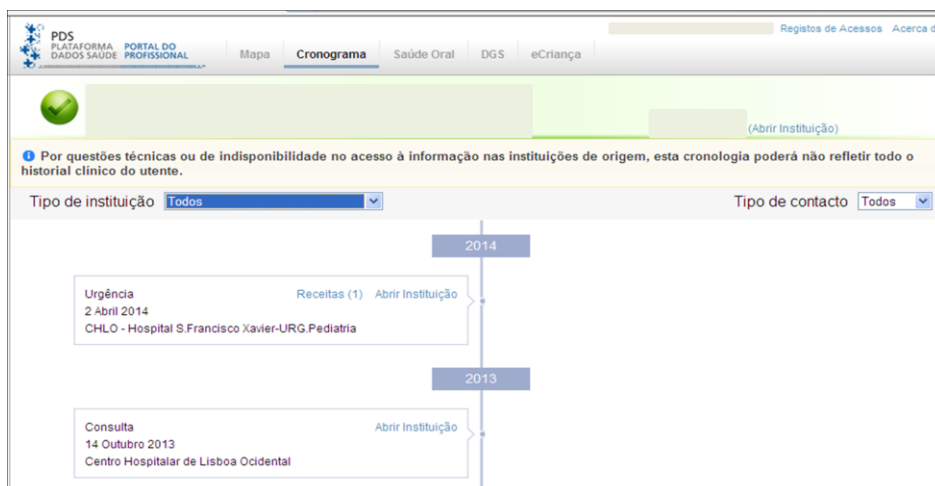 PDS
PLATAFORMA DADOS SAÚDE
PORTAL DO PROFISSIONAL
Mapa Cronograma Saúde Oral DGS eCriança
Registos de Acessos Acerca d
(Abrir Instituição)
Por questões técnicas ou de indisponibilidade no acesso à informação nas instituições de origem, esta cronologia poderá não refletir todo o
historial clínico do utente.
Tipo de instituição Todos Tipo de contacto Todos
2014
Urgência Receitas (1) Abrir Instituição
2 Abril 2014
CHLO - Hospital S.Francisco Xavier-URG.Pediatria
2013
Consulta Abrir Instituição
14 Outubro 2013
Centro Hospitalar de Lisboa Ocidental